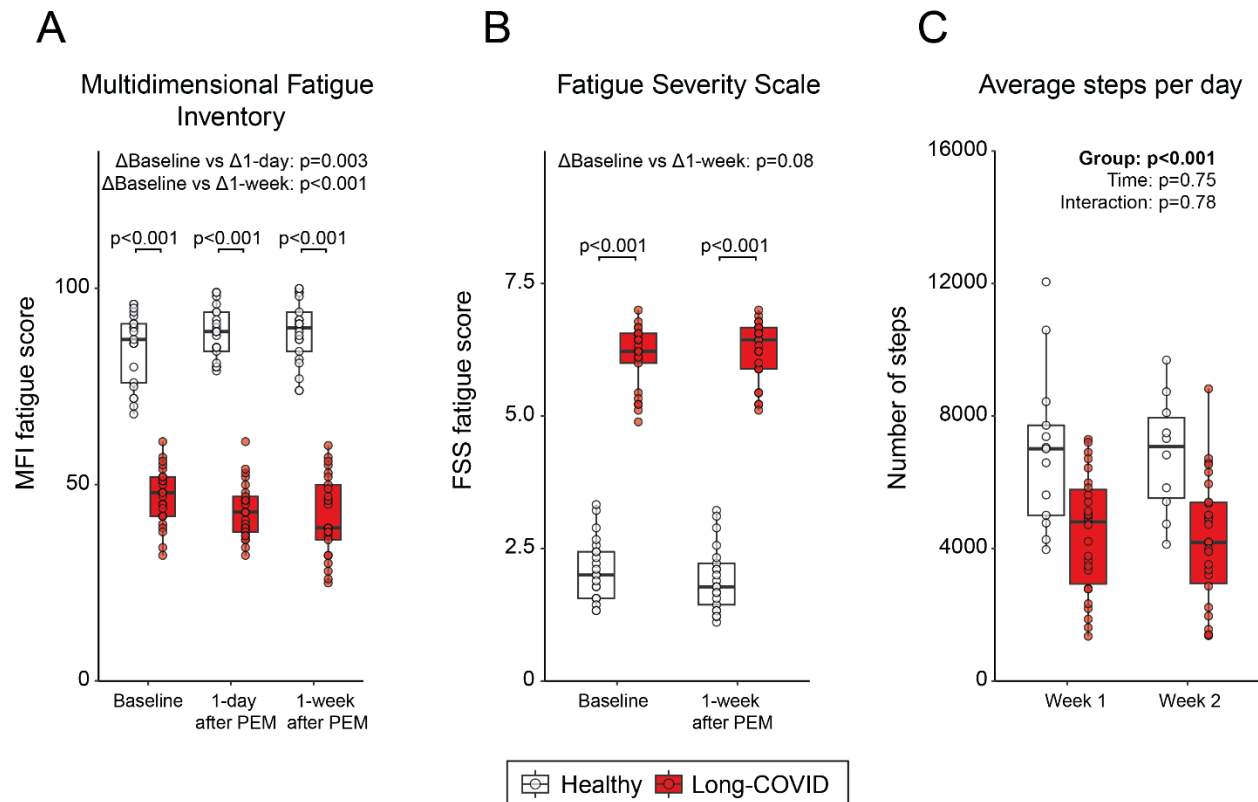 A
Multidimensional Fatigue
Inventory
ΔBaseline vs Δ1-day: p=0.003
ΔBaseline vs Δ1-week: p<0.001
p<0.001 p<0.001 p<0.001
MFI fatigue score
100
50
0
Baseline 1-day 1-week
after PEM after PEM
B
Fatigue Severity Scale
ΔBaseline vs Δ1-week: p=0.08
p<0.001 p<0.001
FSS fatigue score
7.5
5.0
2.5
0
Baseline 1-week
after PEM
C
Average steps per day
Group: p<0.001
Time: p=0.75
Interaction: p=0.78
Number of steps
16000
12000
8000
4000
0
Week 1 Week 2
Healthy Long-COVID